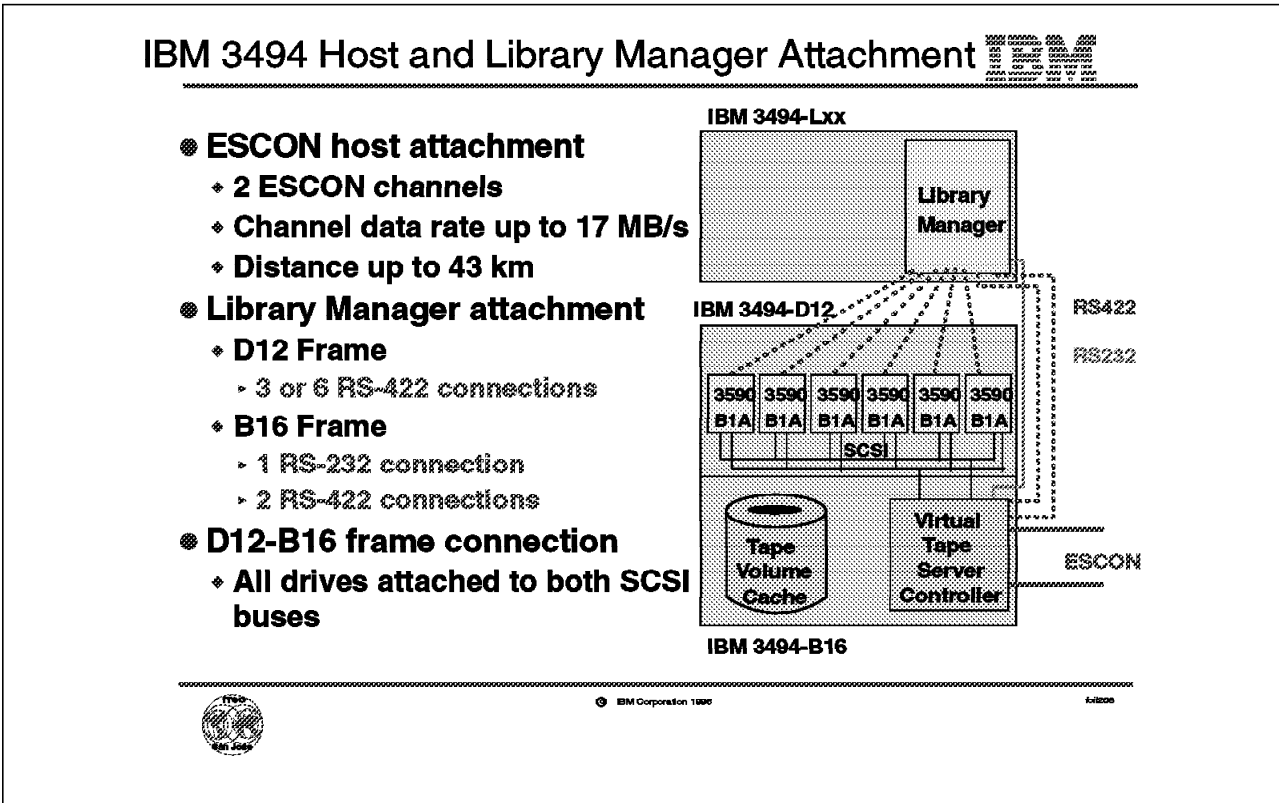 IBM 3494 Host and Library Manager Attachment IBM
ESCON host attachment
2 ESCON channels
Channel data rate up to 17 MB/s
Distance up to 43 km
Library Manager attachment
D12 Frame
3 or 6 RS-422 connections
B16 Frame
1 RS-232 connection
2 RS-422 connections
D12-B16 frame connection
All drives attached to both SCSI
buses
IBM 3494-Lxx
Library
Manager
IBM 3494-D12
RS422
RS232
3590 3590 3590 3590 3590 3590
B1A B1A B1A B1A B1A B1A
SCSI
Tape
Volume
Cache
Virtual
Tape
Server
Controller
ESCON
IBM 3494-B16
San Jose
© IBM Corporation 1996